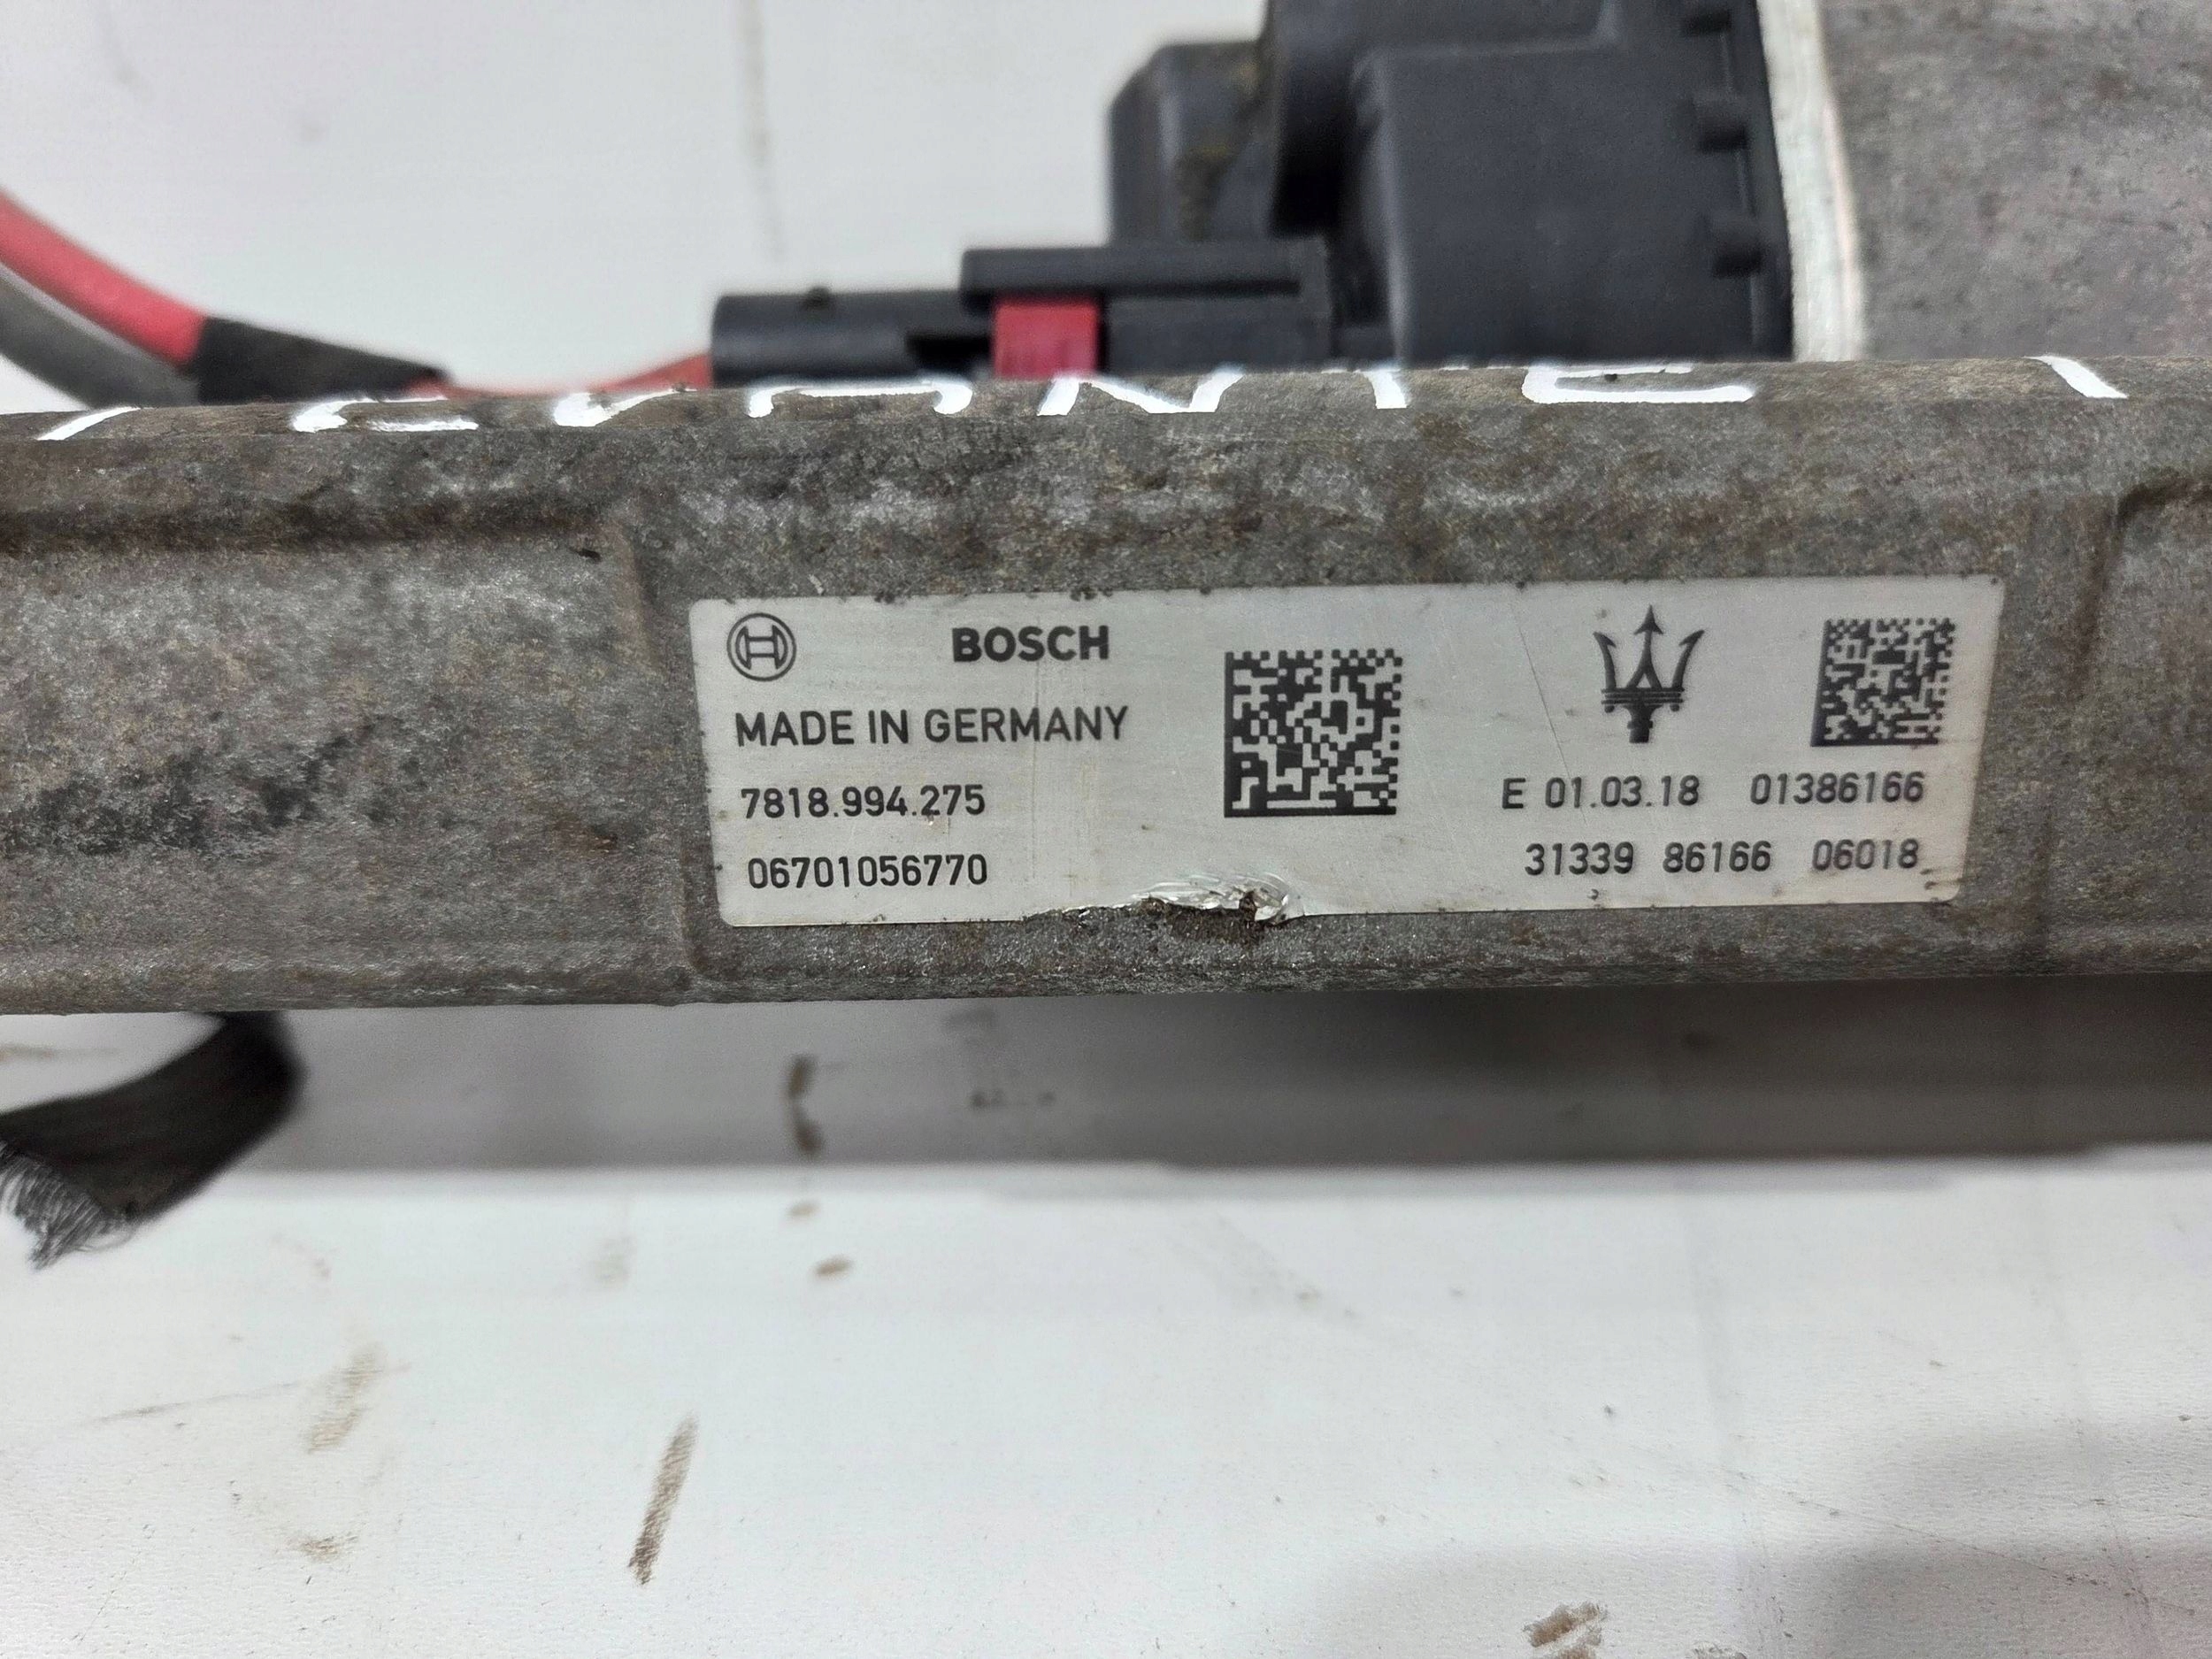 BOSCH
MADE IN GERMANY
7818.994.275
06701056770
E 01.03.18 01386166
31339 86166 06018